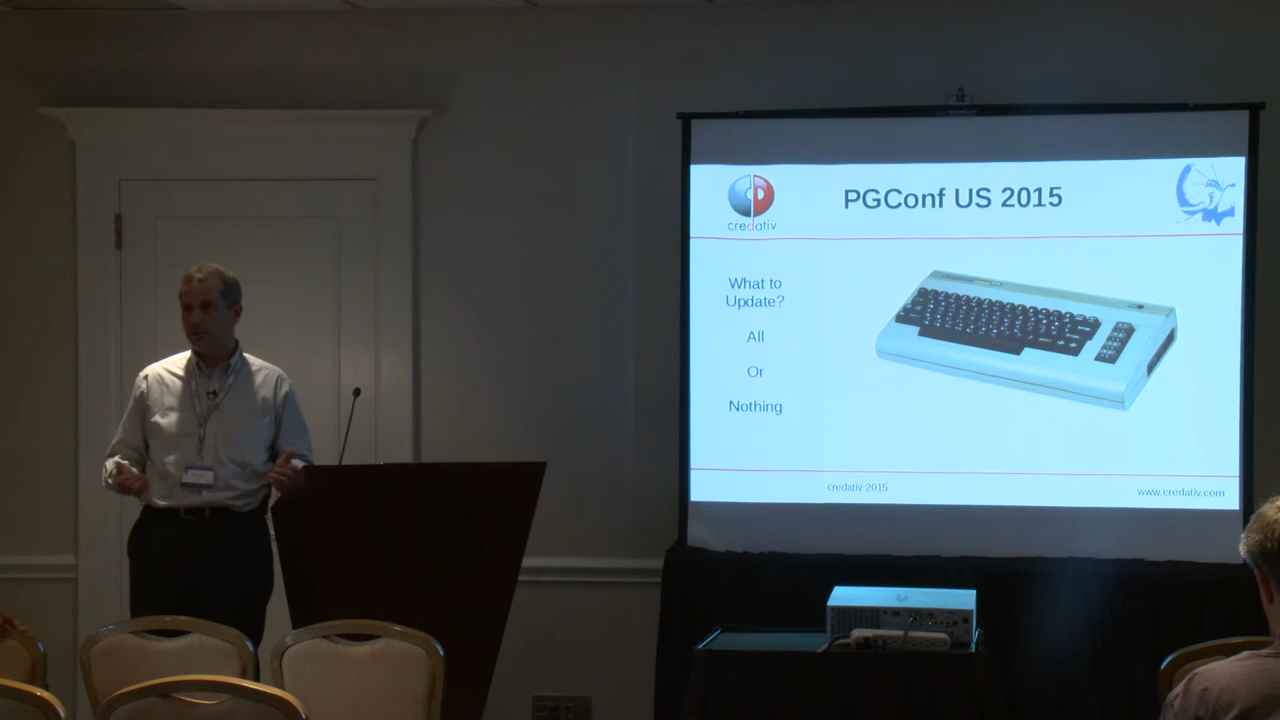 PGConf US 2015
credativ
What to
Update?
All
Or
Nothing
credativ 2015
www.credativ.com